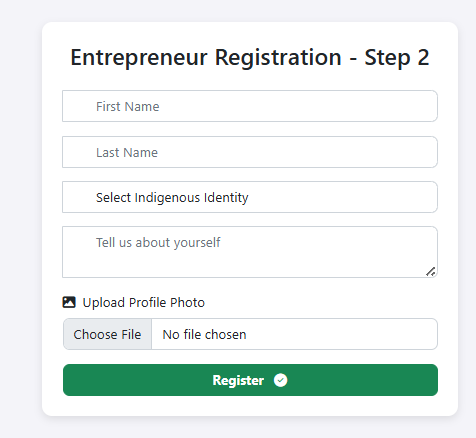 Entrepreneur Registration - Step 2
First Name
Last Name
Select Indigenous Identity
Tell us about yourself
Upload Profile Photo
Choose File No file chosen
Register